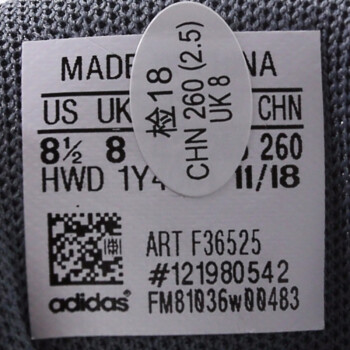 MADE NA
US UK CHN
8½ 8 260
HWD 1Y4 11/18
检18
CHN 260 (2.5)
UK 8
ART F36525
#121980542
adidas FM81036w00483